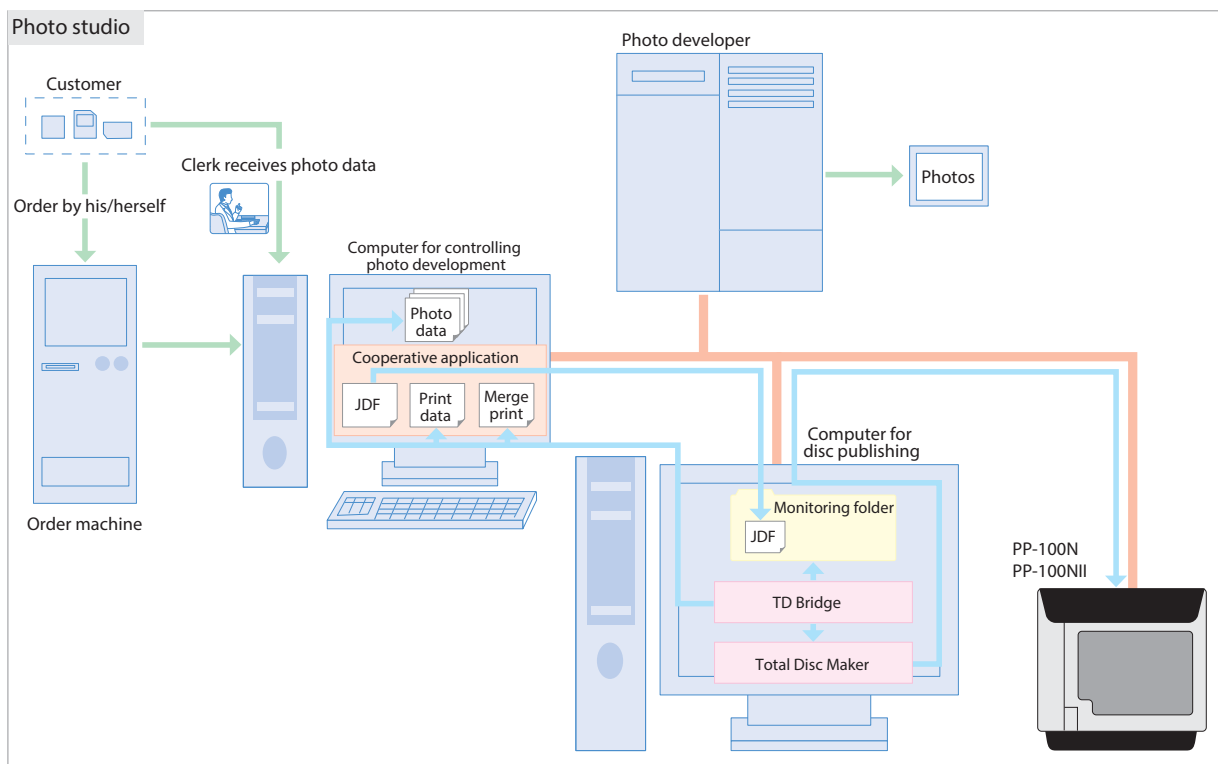 Photo studio
Customer
Clerk receives photo data
Order by his/herself
Order machine
Computer for controlling
photo development
Photo
data
Cooperative application
JDF
Print
data
Merge
print
Photo developer
Photos
Computer for
disc publishing
Monitoring folder
JDF
TD Bridge
Total Disc Maker
PP-100N
PP-100NII